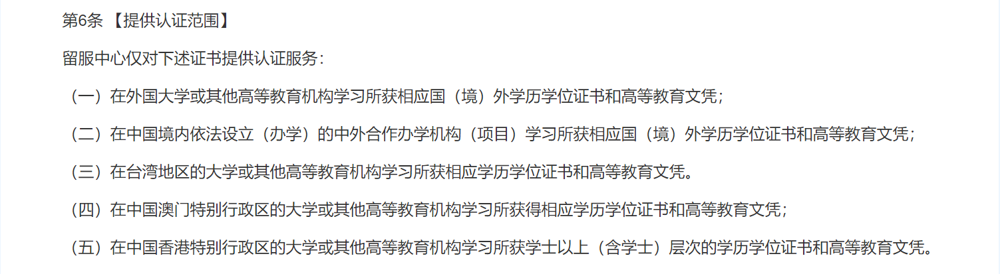 第6条 【提供认证范围】
留服中心仅对下述证书提供认证服务：
（一）在外国大学或其他高等教育机构学习所获相应国（境）外学历学位证书和高等教育文凭；
（二）在中国境内依法设立（办学）的中外合作办学机构（项目）学习所获相应国（境）外学历学位证书和高等教育文凭；
（三）在台湾地区的大学或其他高等教育机构学习所获相应学历学位证书和高等教育文凭。
（四）在中国澳门特别行政区的大学或其他高等教育机构学习所获得相应学历学位证书和高等教育文凭；
（五）在中国香港特别行政区的大学或其他高等教育机构学习所获学士以上（含学士）层次的学历学位证书和高等教育文凭。